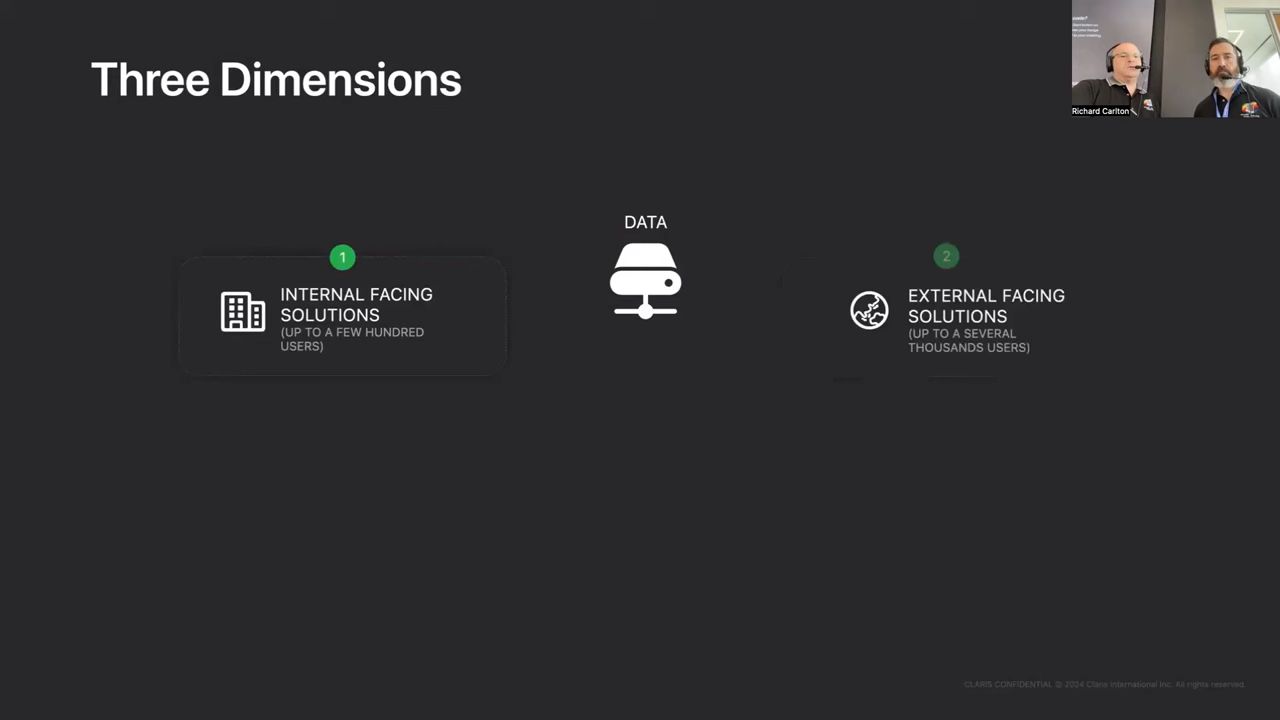 Three Dimensions
Richard Carlton
DATA
1
INTERNAL FACING
SOLUTIONS
(UP TO A FEW HUNDRED
USERS)
2
EXTERNAL FACING
SOLUTIONS
(UP TO A SEVERAL
THOUSANDS USERS)
CLARIS CONFIDENTIAL © 2024 Claris International Inc. All rights reserved.